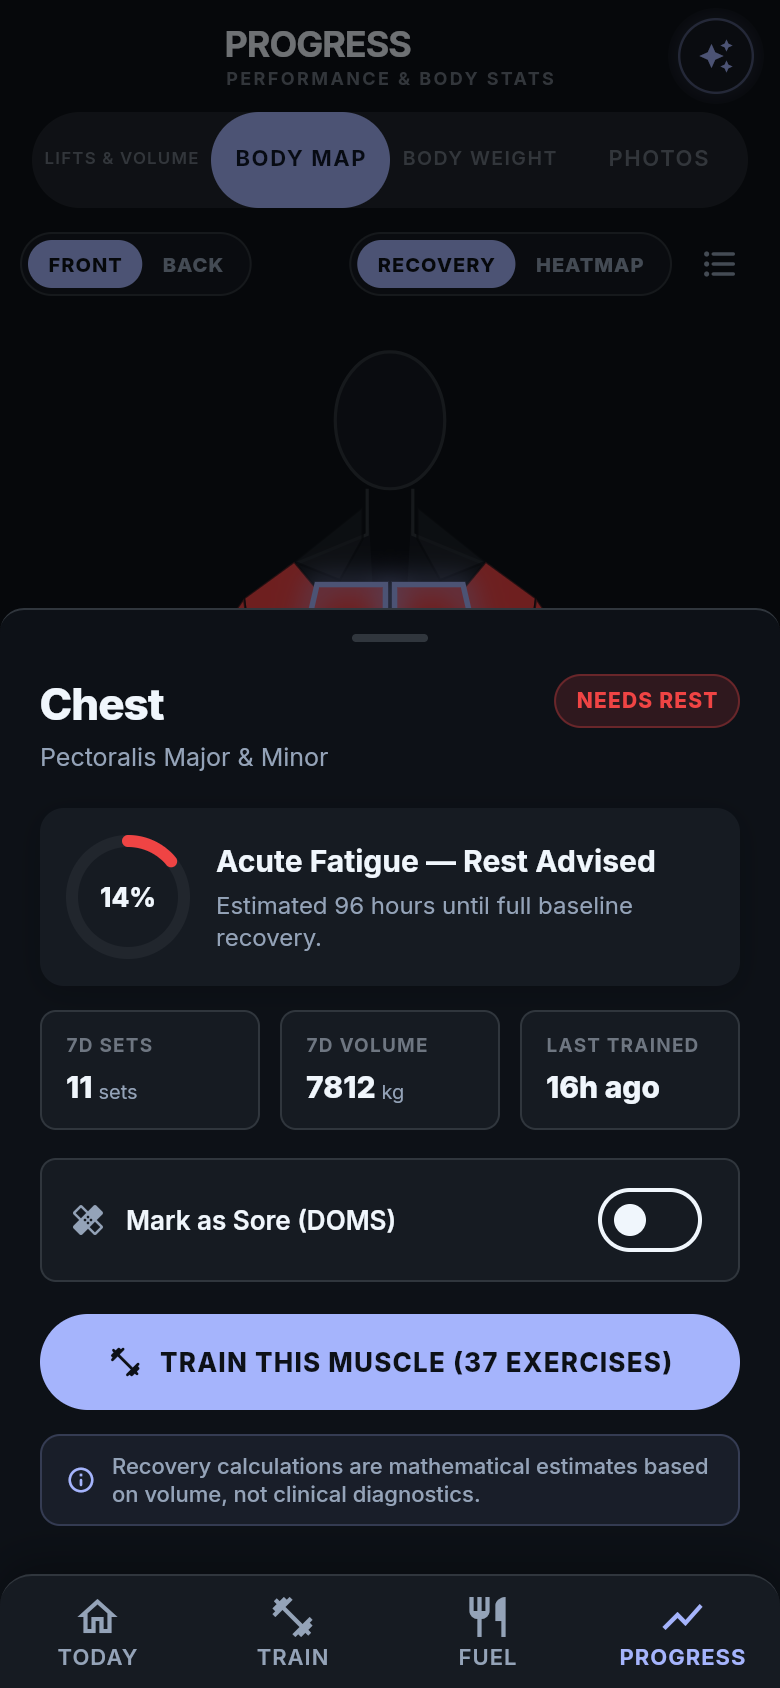 PROGRESS
PERFORMANCE & BODY STATS
LIFTS & VOLUME
BODY MAP
BODY WEIGHT
PHOTOS
FRONT
BACK
RECOVERY
HEATMAP
Chest
NEEDS REST
Pectoralis Major & Minor
14%
Acute Fatigue — Rest Advised
Estimated 96 hours until full baseline
recovery.
7D SETS
11 sets
7D VOLUME
7812 kg
LAST TRAINED
16h ago
Mark as Sore (DOMS)
TRAIN THIS MUSCLE (37 EXERCISES)
Recovery calculations are mathematical estimates based
on volume, not clinical diagnostics.
TODAY
TRAIN
FUEL
PROGRESS